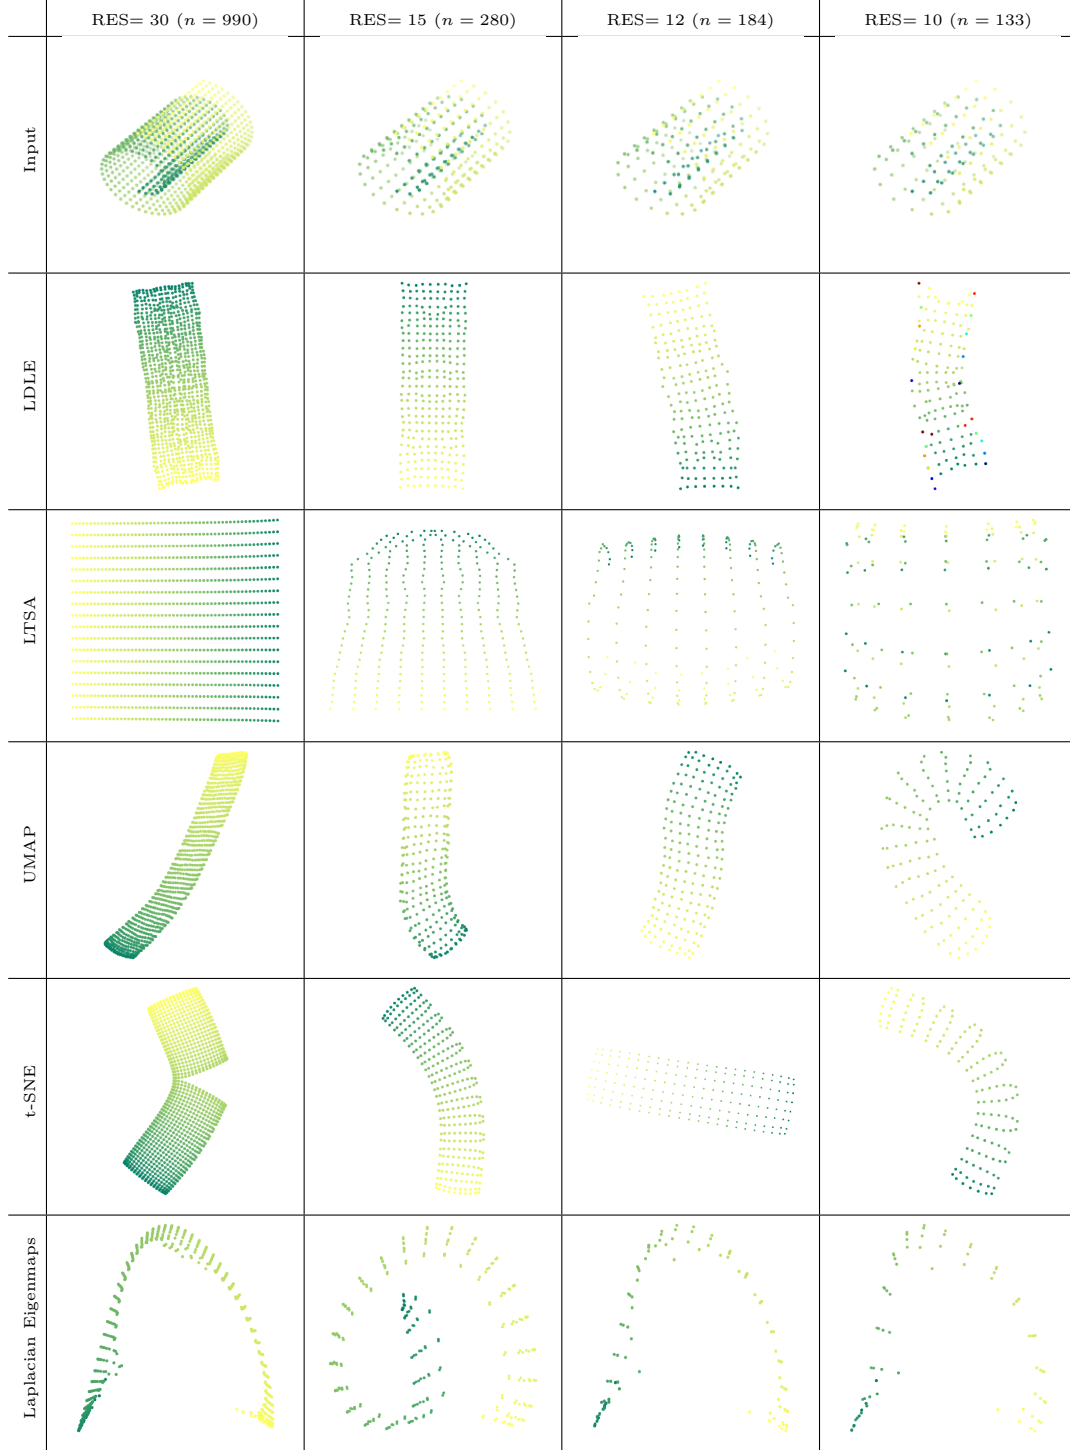 RES= 30 (n = 990)
RES= 15 (n = 280)
RES= 12 (n = 184)
RES= 10 (n = 133)
Input
LDLE
LTSA
UMAP
t-SNE
Laplacian Eigenmaps